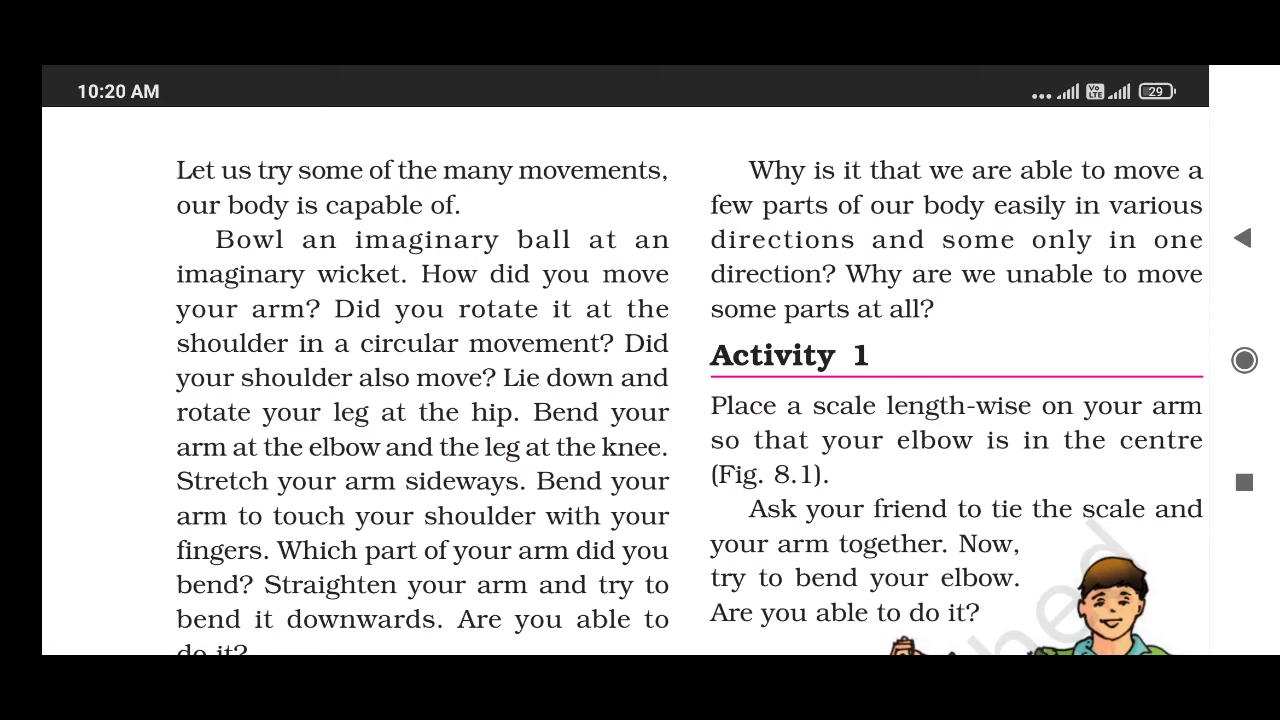 10:20 AM
Vo LTE
29
Let us try some of the many movements,
our body is capable of.
Bowl an imaginary ball at an
imaginary wicket. How did you move
your arm? Did you rotate it at the
shoulder in a circular movement? Did
your shoulder also move? Lie down and
rotate your leg at the hip. Bend your
arm at the elbow and the leg at the knee.
Stretch your arm sideways. Bend your
arm to touch your shoulder with your
fingers. Which part of your arm did you
bend? Straighten your arm and try to
bend it downwards. Are you able to
do it?
Why is it that we are able to move a
few parts of our body easily in various
directions and some only in one
direction? Why are we unable to move
some parts at all?
Activity 1
Place a scale length-wise on your arm
so that your elbow is in the centre
(Fig. 8.1).
Ask your friend to tie the scale and
your arm together. Now,
try to bend your elbow.
Are you able to do it?